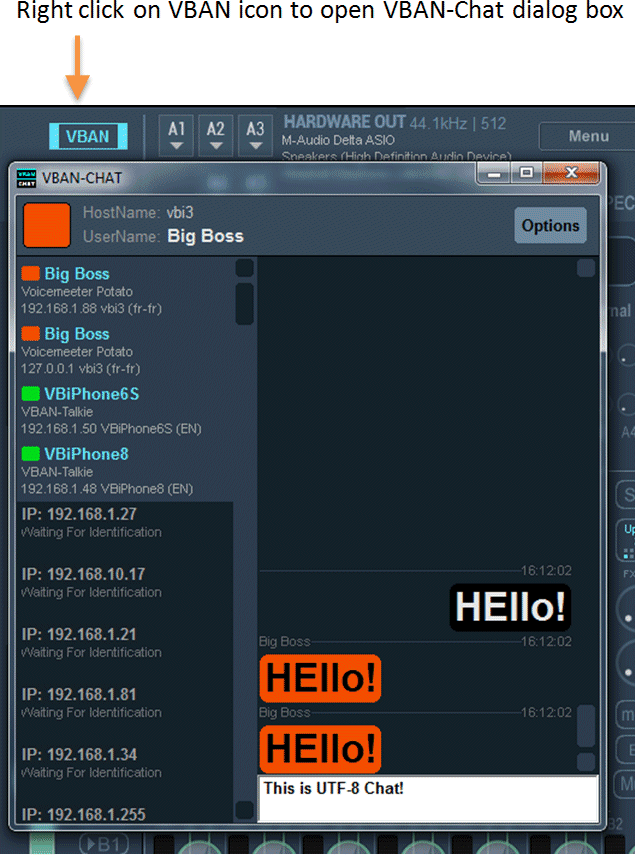 Right click on VBAN icon to open VBAN-Chat dialog box
VBAN
A1
A2
A3
HARDWARE OUT 44.1kHz | 512
M-Audio Delta ASIO
Speakers (High Definition Audio Device)
Menu
VBAN
CHAT
VBAN-CHAT
HostName: vbi3
UserName: Big Boss
Options
Big Boss
Voicemeeter Potato
192.168.1.88 vbi3 (fr-fr)
Big Boss
Voicemeeter Potato
127.0.0.1 vbi3 (fr-fr)
VBiPhone6S
VBAN-Talkie
192.168.1.50 VBiPhone6S (EN)
VBiPhone8
VBAN-Talkie
192.168.1.48 VBiPhone8 (EN)
IP: 192.168.1.27
Waiting For Identification
IP: 192.168.10.17
Waiting For Identification
IP: 192.168.1.21
Waiting For Identification
IP: 192.168.1.81
Waiting For Identification
IP: 192.168.1.34
Waiting For Identification
IP: 192.168.1.255
16:12:02
HEllo!
Big Boss 16:12:02
HEllo!
Big Boss 16:12:02
HEllo!
This is UTF-8 Chat!
B1